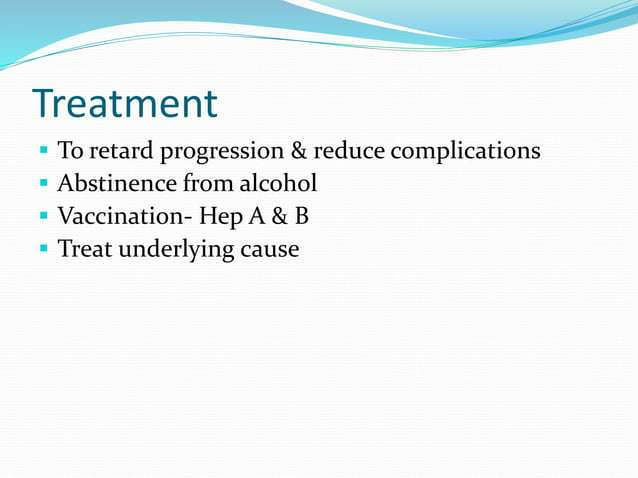 Treatment
▪ To retard progression & reduce complications
▪ Abstinence from alcohol
▪ Vaccination- Hep A & B
▪ Treat underlying cause